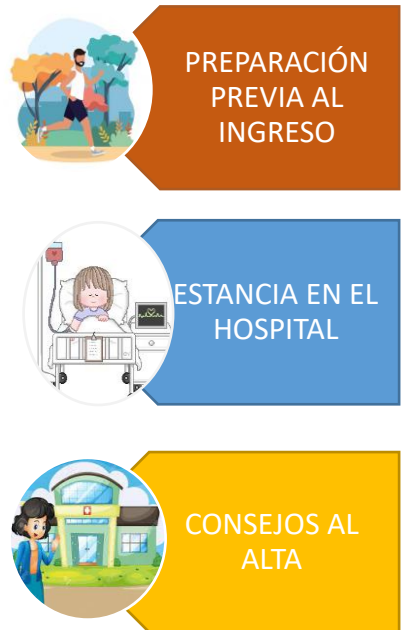 PREPARACIÓN
PREVIA AL
INGRESO
ESTANCIA EN EL
HOSPITAL
CONSEJOS AL
ALTA